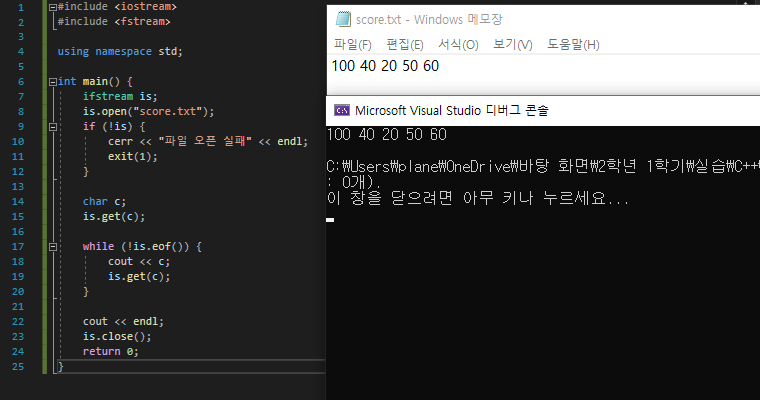 1 #include <iostream>
2 #include <fstream>
3
4 using namespace std;
5
6 int main() {
7 ifstream is;
8 is.open("score.txt");
9 if (!is) {
10 cerr << "파일 오픈 실패" << endl;
11 exit(1);
12 }
13
14 char c;
15 is.get(c);
16
17 while (!is.eof()) {
18 cout << c;
19 is.get(c);
20 }
21
22 cout << endl;
23 is.close();
24 return 0;
25 }
score.txt - Windows 메모장
파일(F) 편집(E) 서식(O) 보기(V) 도움말(H)
100 40 20 50 60
Microsoft Visual Studio 디버그 콘솔
100 40 20 50 60
C:₩Users₩plane₩OneDrive₩바탕 화면₩2학년 1학기₩실습₩C++₩
: 0개).
이 창을 닫으려면 아무 키나 누르세요...